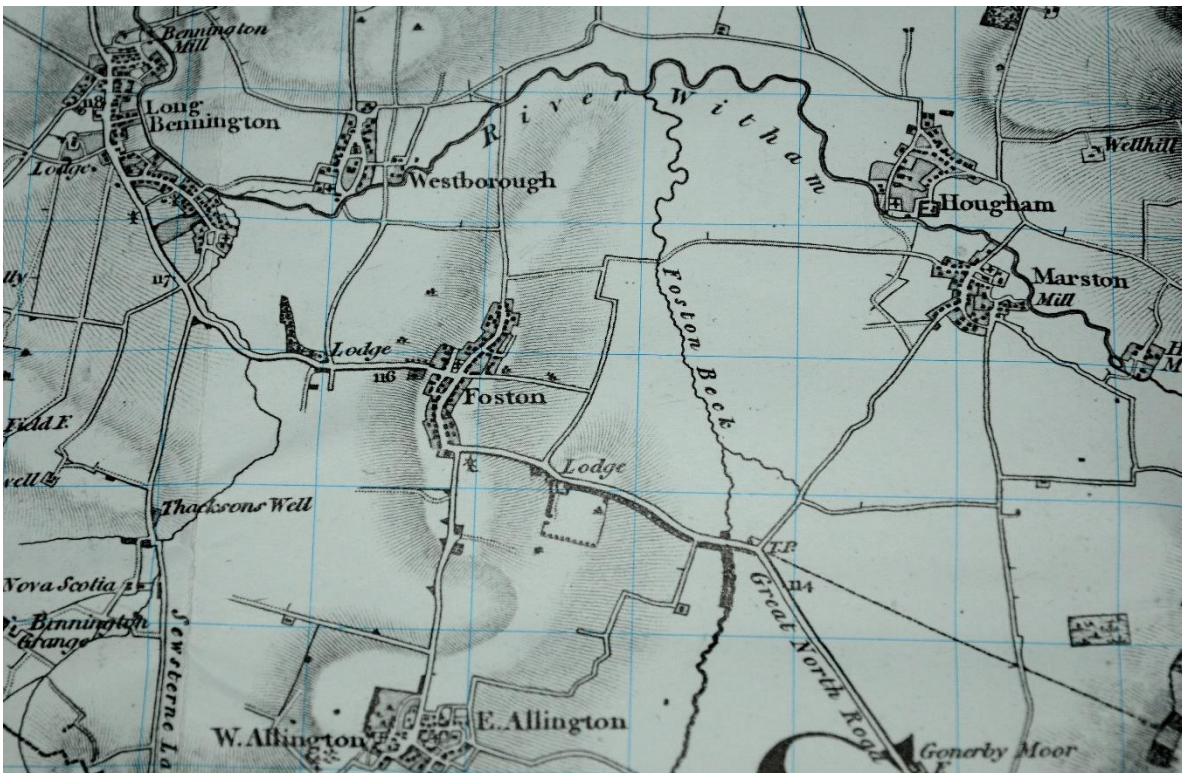 Bennington
Mill
118
Long
Bennington
Lodge
River Witham
Wellhill
Westborough
Hougham
117
Marston
Mill
Foston Beck
Lodge
116
Foston
Field F.
Lodge
Thacksons Well
T.P.
Nova Scotia
114
Bennington
Grange
Great North Road
Sewsterne La
E. Allington
W. Allington
Gonerby Moor